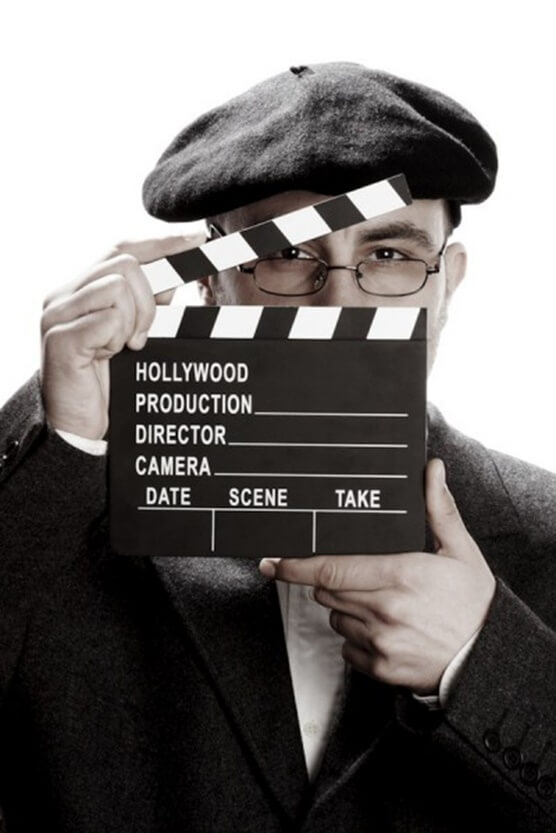 HOLLYWOOD
PRODUCTION
DIRECTOR
CAMERA
DATE SCENE TAKE